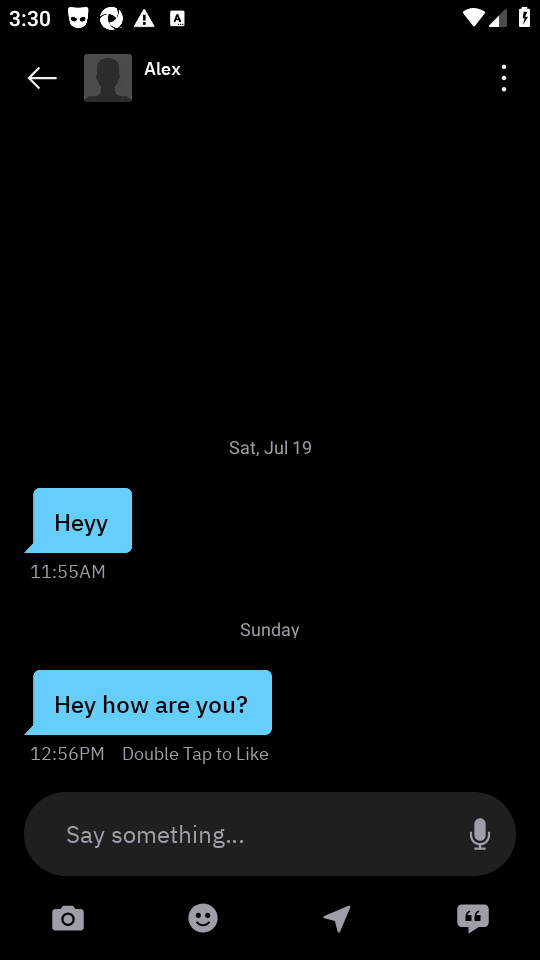 3:30
Alex
Sat, Jul 19
Heyy
11:55AM
Sunday
Hey how are you?
12:56PM Double Tap to Like
Say something...